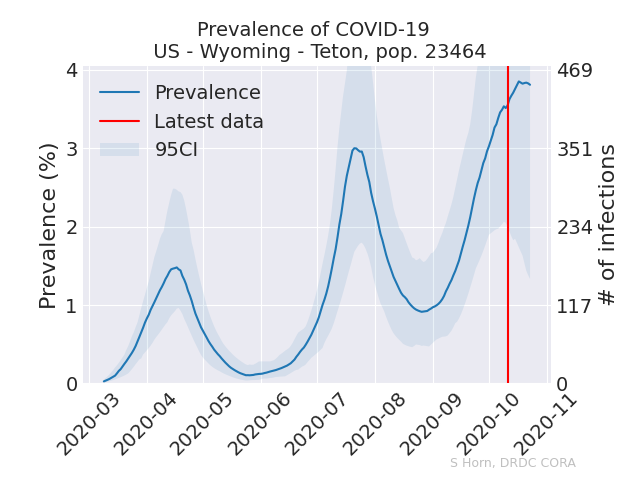 Prevalence of COVID-19
US - Wyoming - Teton, pop. 23464
Prevalence
Latest data
95CI
Prevalence (%)
4
3
2
1
0
469
351
234
117
0
# of infections
2020-03
2020-04
2020-05
2020-06
2020-07
2020-08
2020-09
2020-10
2020-11
S Horn, DRDC CORA